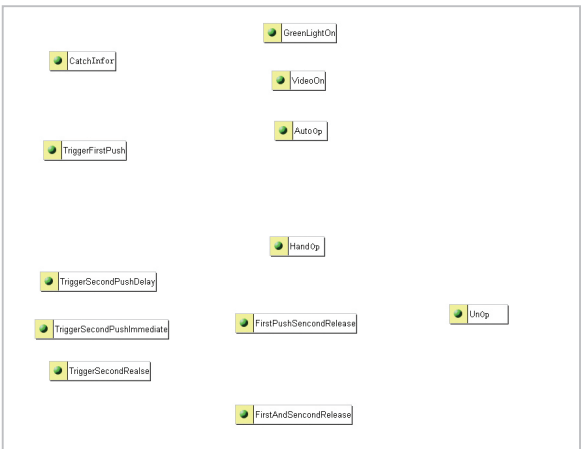 GreenLightOn
CatchInfor
VideoOn
AutoOp
TriggerFirstPush
HandOp
TriggerSecondPushDelay
UnOp
FirstPushSencondRelease
TriggerSecondPushImmediate
TriggerSecondRealse
FirstAndSencondRelease